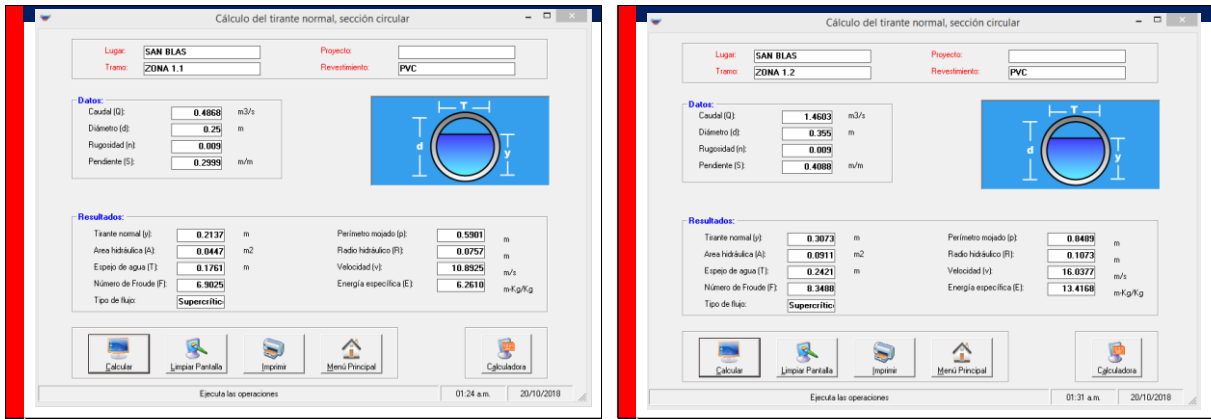 Cálculo del tirante normal, sección circular
Lugar: SAN BLAS Proyecto:
Tramo: ZONA 1.1 Revestimiento: PVC
Datos:
Caudal (Q): 0.4868 m3/s
Diámetro (d): 0.25 m
Rugosidad (n): 0.009
Pendiente (S): 0.2999 m/m
T
d
y
Resultados:
Tirante normal (y): 0.2137 m Perímetro mojado (p): 0.5901 m
Area hidráulica (A): 0.0447 m2 Radio hidráulico (R): 0.0757 m
Espejo de agua (T): 0.1761 m Velocidad (v): 10.8925 m/s
Número de Froude (F): 6.9025 Energía específica (E): 6.2610 m-Kg/Kg
Tipo de flujo: Supercrític
Calcular Limpiar Pantalla Imprimir Menú Principal Calculadora
Ejecuta las operaciones 01:24 a.m. 20/10/2018
Cálculo del tirante normal, sección circular
Lugar: SAN BLAS Proyecto:
Tramo: ZONA 1.2 Revestimiento: PVC
Datos:
Caudal (Q): 1.4603 m3/s
Diámetro (d): 0.355 m
Rugosidad (n): 0.009
Pendiente (S): 0.4088 m/m
T
d
y
Resultados:
Tirante normal (y): 0.3073 m Perímetro mojado (p): 0.8489 m
Area hidráulica (A): 0.0911 m2 Radio hidráulico (R): 0.1073 m
Espejo de agua (T): 0.2421 m Velocidad (v): 16.0377 m/s
Número de Froude (F): 8.3488 Energía específica (E): 13.4168 m-Kg/Kg
Tipo de flujo: Supercrític
Calcular Limpiar Pantalla Imprimir Menú Principal Calculadora
Ejecuta las operaciones 01:31 a.m. 20/10/2018